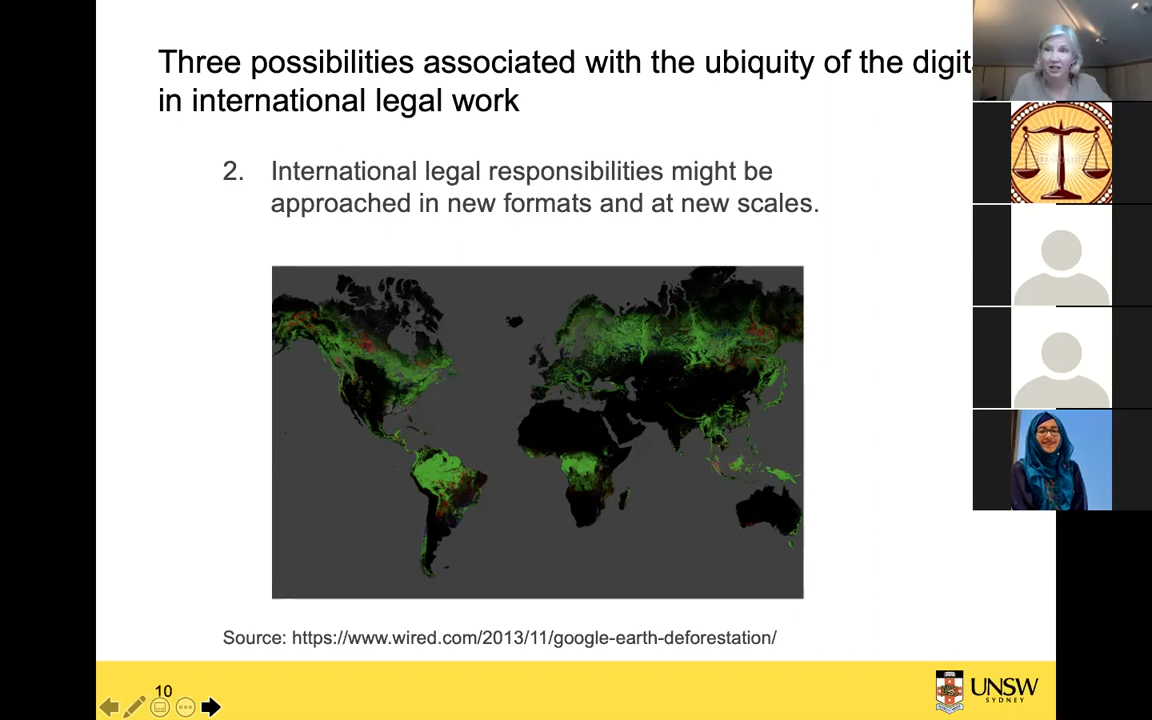 Three possibilities associated with the ubiquity of the
in international legal work
2. International legal responsibilities might be
approached in new formats and at new scales.
Source: https://www.wired.com/2013/11/google-earth-deforestation/
10
UNSW
SYDNEY